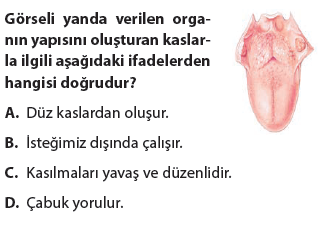 Görseli yanda verilen orga-
nın yapısını oluşturan kaslar-
la ilgili aşağıdaki ifadelerden
hangisi doğrudur?
A. Düz kaslardan oluşur.
B. İsteğimiz dışında çalışır.
C. Kasılmaları yavaş ve düzenlidir.
D. Çabuk yorulur.